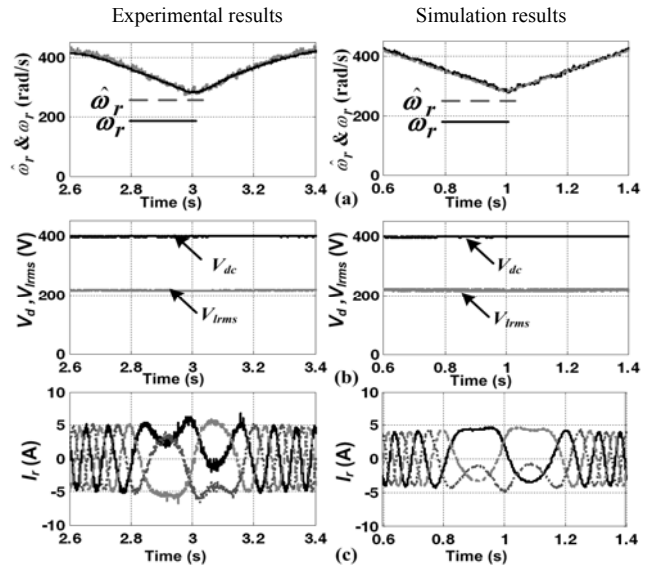 Experimental results Simulation results
ω̂r & ωr (rad/s)
400
200
0
ω̂r
ωr
2.6 2.8 3 3.2 3.4
Time (s)
ω̂r & ωr (rad/s)
400
200
0
ω̂r
ωr
0.6 0.8 1 1.2 1.4
Time (s)
(a)
Vd ,Vlrms (V)
400
200
0
Vdc
Vlrms
2.6 2.8 3 3.2 3.4
Time (s)
Vd ,Vlrms (V)
400
200
0
Vdc
Vlrms
0.6 0.8 1 1.2 1.4
Time (s)
(b)
Ir (A)
10
5
0
-5
-10
2.6 2.8 3 3.2 3.4
Time (s)
Ir (A)
10
5
0
-5
-10
0.6 0.8 1 1.2 1.4
Time (s)
(c)